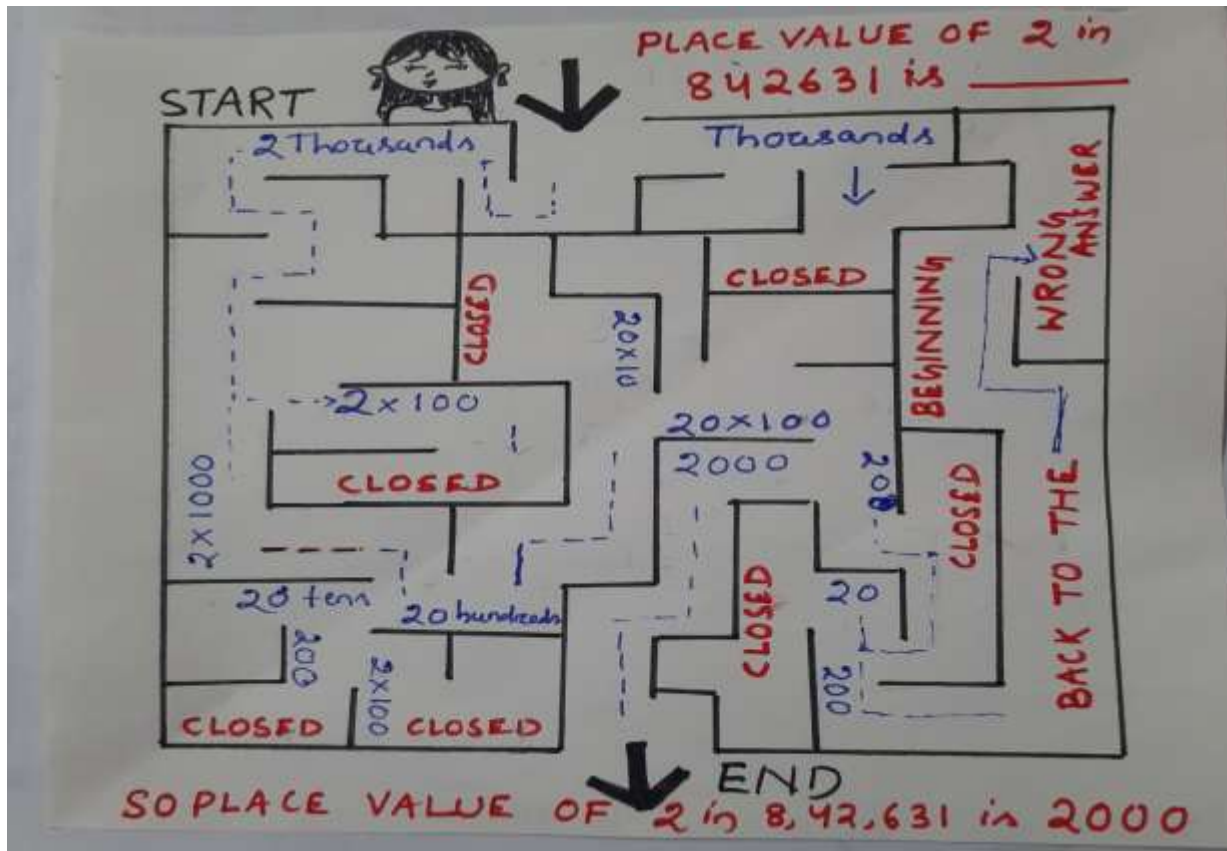 PLACE VALUE OF 2 in
842631 is ______
START
2 Thousands
Thousands
CLOSED
CLOSED
BEGINNING
WRONG
ANSWER
20×10
2×100
20×100
2000
200
CLOSED
2×1000
CLOSED
BACK TO THE
20 tens
20 hundreds
20
CLOSED
200
2×100
200
CLOSED
CLOSED
END
SO PLACE VALUE OF 2 in 8,42,631 is 2000